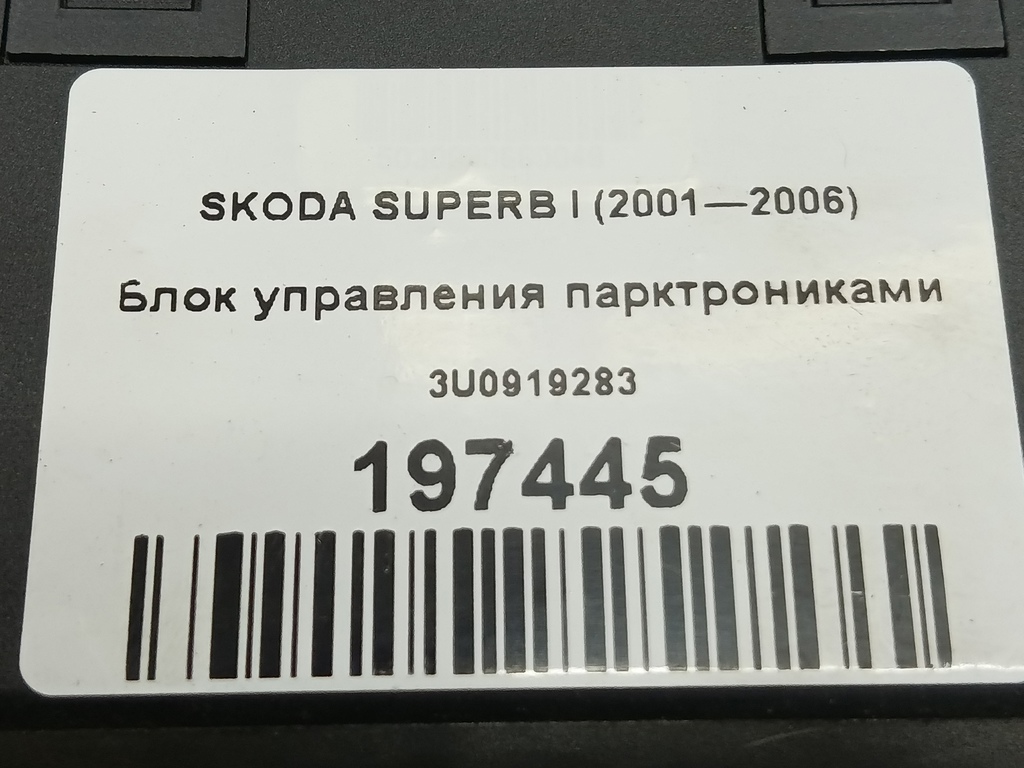 SKODA SUPERB I (2001—2006)
Блок управления парктрониками
3U0919283
197445